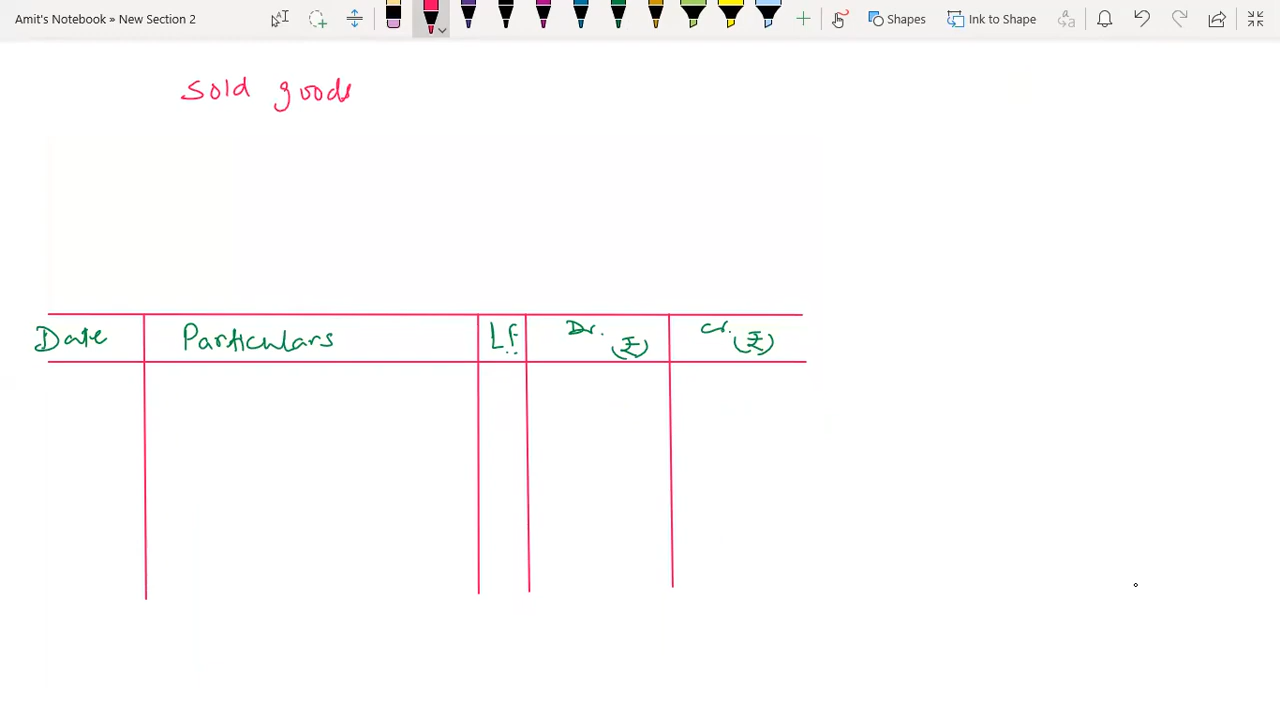 Amit's Notebook » New Section 2
Shapes
Ink to Shape
sold goods
Date Particulars L.F. Dr. (₹) Cr. (₹)